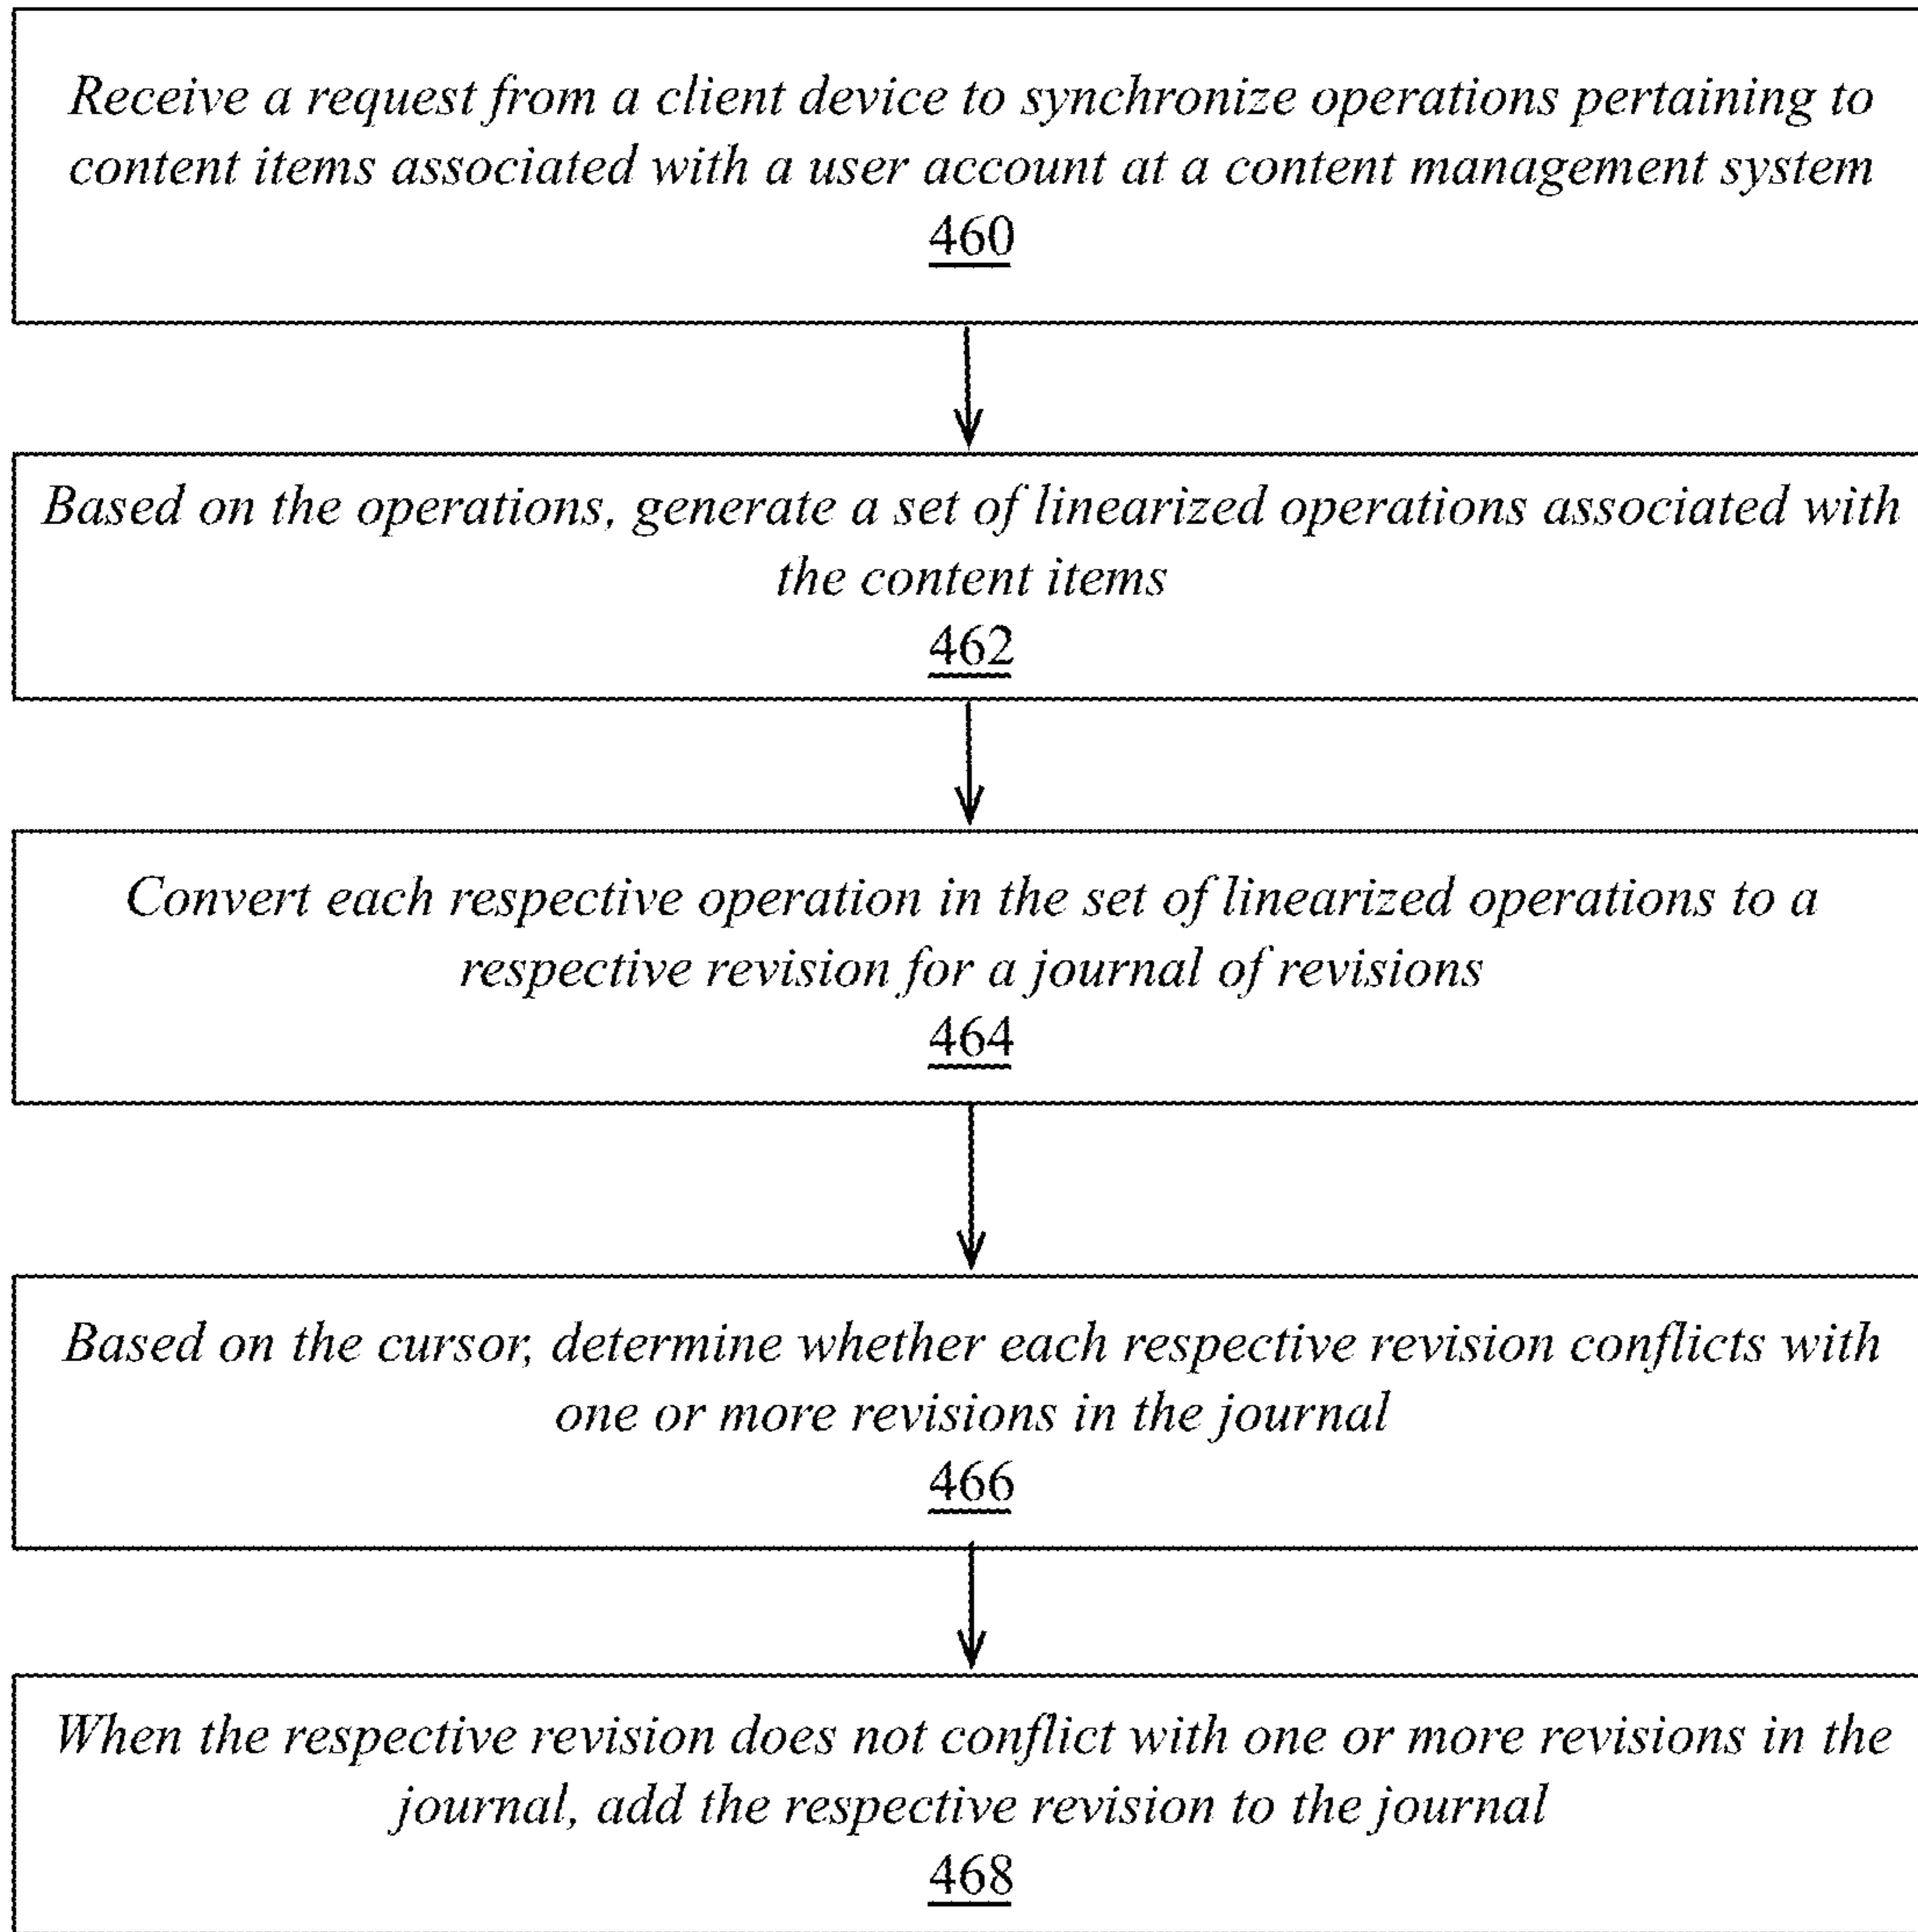 Receive a request from a client device to synchronize operations pertaining to
content items associated with a user account at a content management system
460
Based on the operations, generate a set of linearized operations associated with
the content items
462
Convert each respective operation in the set of linearized operations to a
respective revision for a journal of revisions
464
Based on the cursor, determine whether each respective revision conflicts with
one or more revisions in the journal
466
When the respective revision does not conflict with one or more revisions in the
journal, add the respective revision to the journal
468